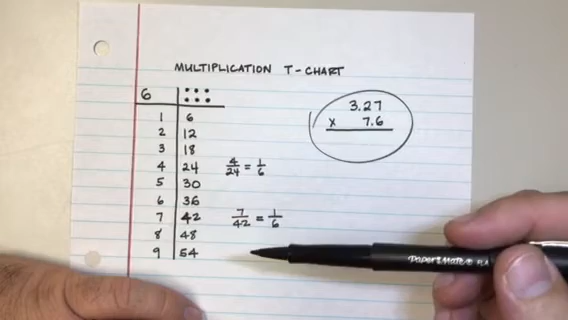 MULTIPLICATION T-CHART
6
1 6
2 12
3 18
4 24
5 30
6 36
7 42
8 48
9 54
4/24 = 1/6
7/42 = 1/6
3.27
x 7.6
PaperMate FLA